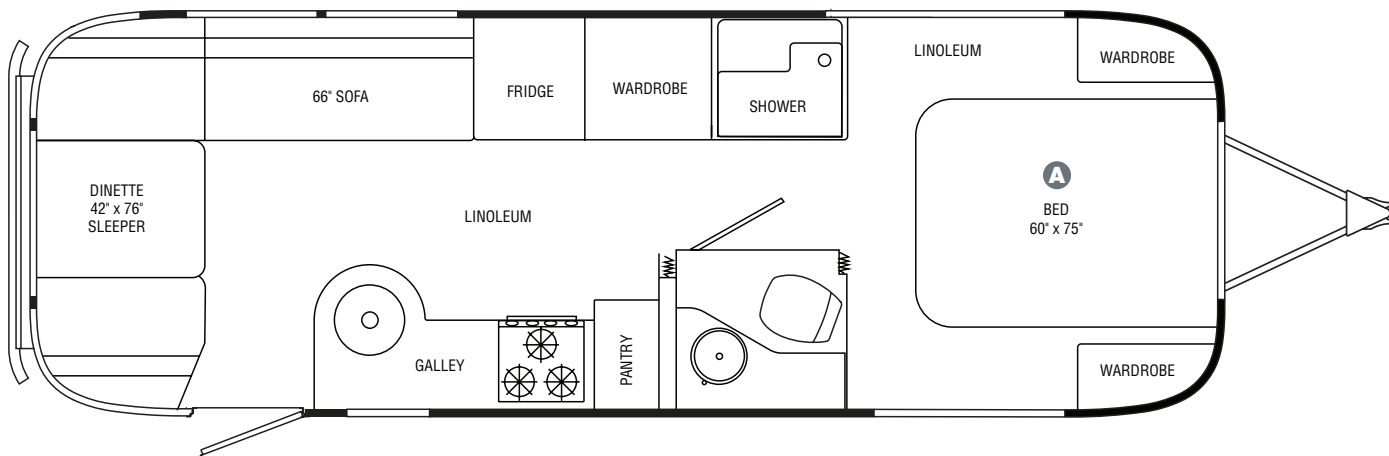 LINOLEUM
WARDROBE
66" SOFA
FRIDGE
WARDROBE
SHOWER
A
DINETTE
42" x 76"
SLEEPER
LINOLEUM
BED
60" x 75"
GALLEY
PANTRY
WARDROBE